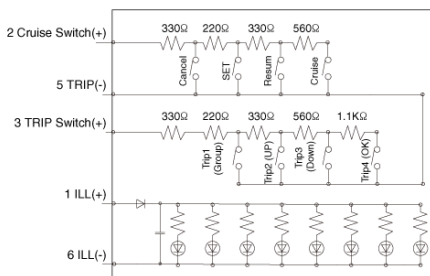 330Ω 220Ω 330Ω 560Ω
2 Cruise Switch(+)
Cancel
SET
Resum
Cruise
5 TRIP(-)
330Ω 220Ω 330Ω 560Ω 1.1KΩ
3 TRIP Switch(+)
Trip1
(Group)
Trip2 (UP)
Trip3
(Down)
Trip4 (OK)
1 ILL(+)
6 ILL(-)